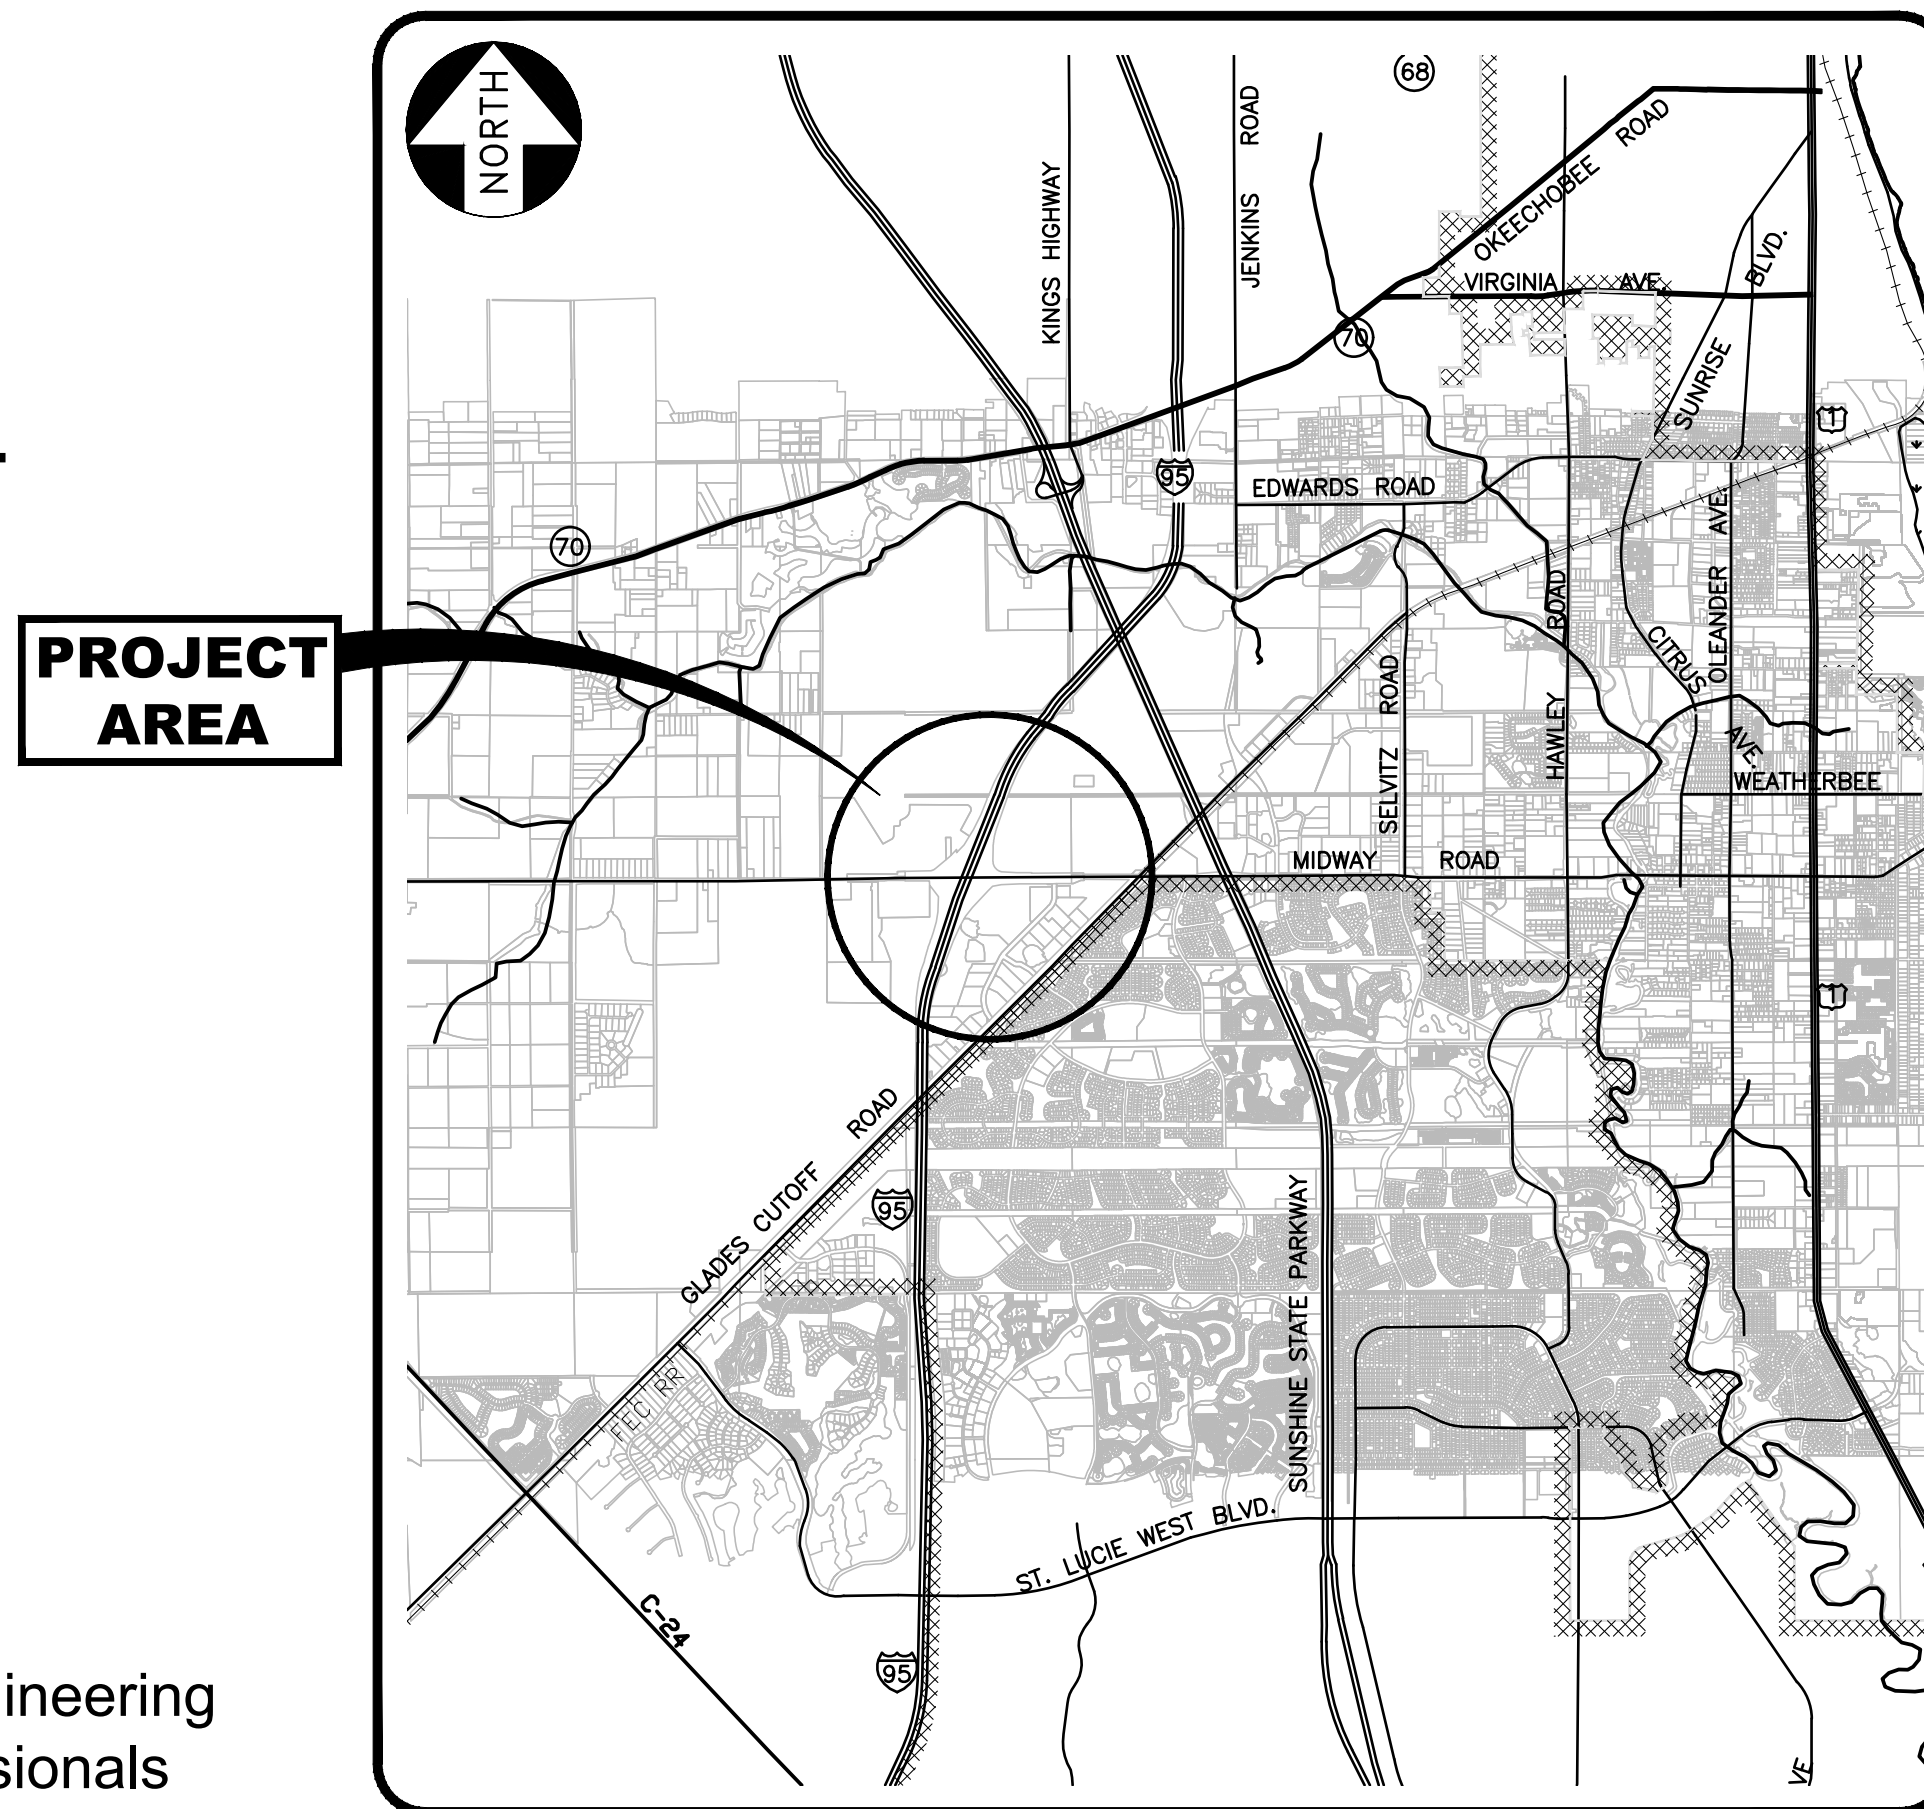 NORTH
68
KINGS HIGHWAY
JENKINS ROAD
OKEECHOBEE ROAD
VIRGINIA AVE
SUNRISE BLVD.
70
1
95
EDWARDS ROAD
70
OLEANDER AVE.
CITRUS AVE.
HAWLEY ROAD
SELVITZ ROAD
WEATHERBEE
PROJECT
AREA
MIDWAY ROAD
1
GLADES CUTOFF ROAD
95
SUNSHINE STATE PARKWAY
FEC RR
ST. LUCIE WEST BLVD.
C-24
95
ineering
sionals
VE